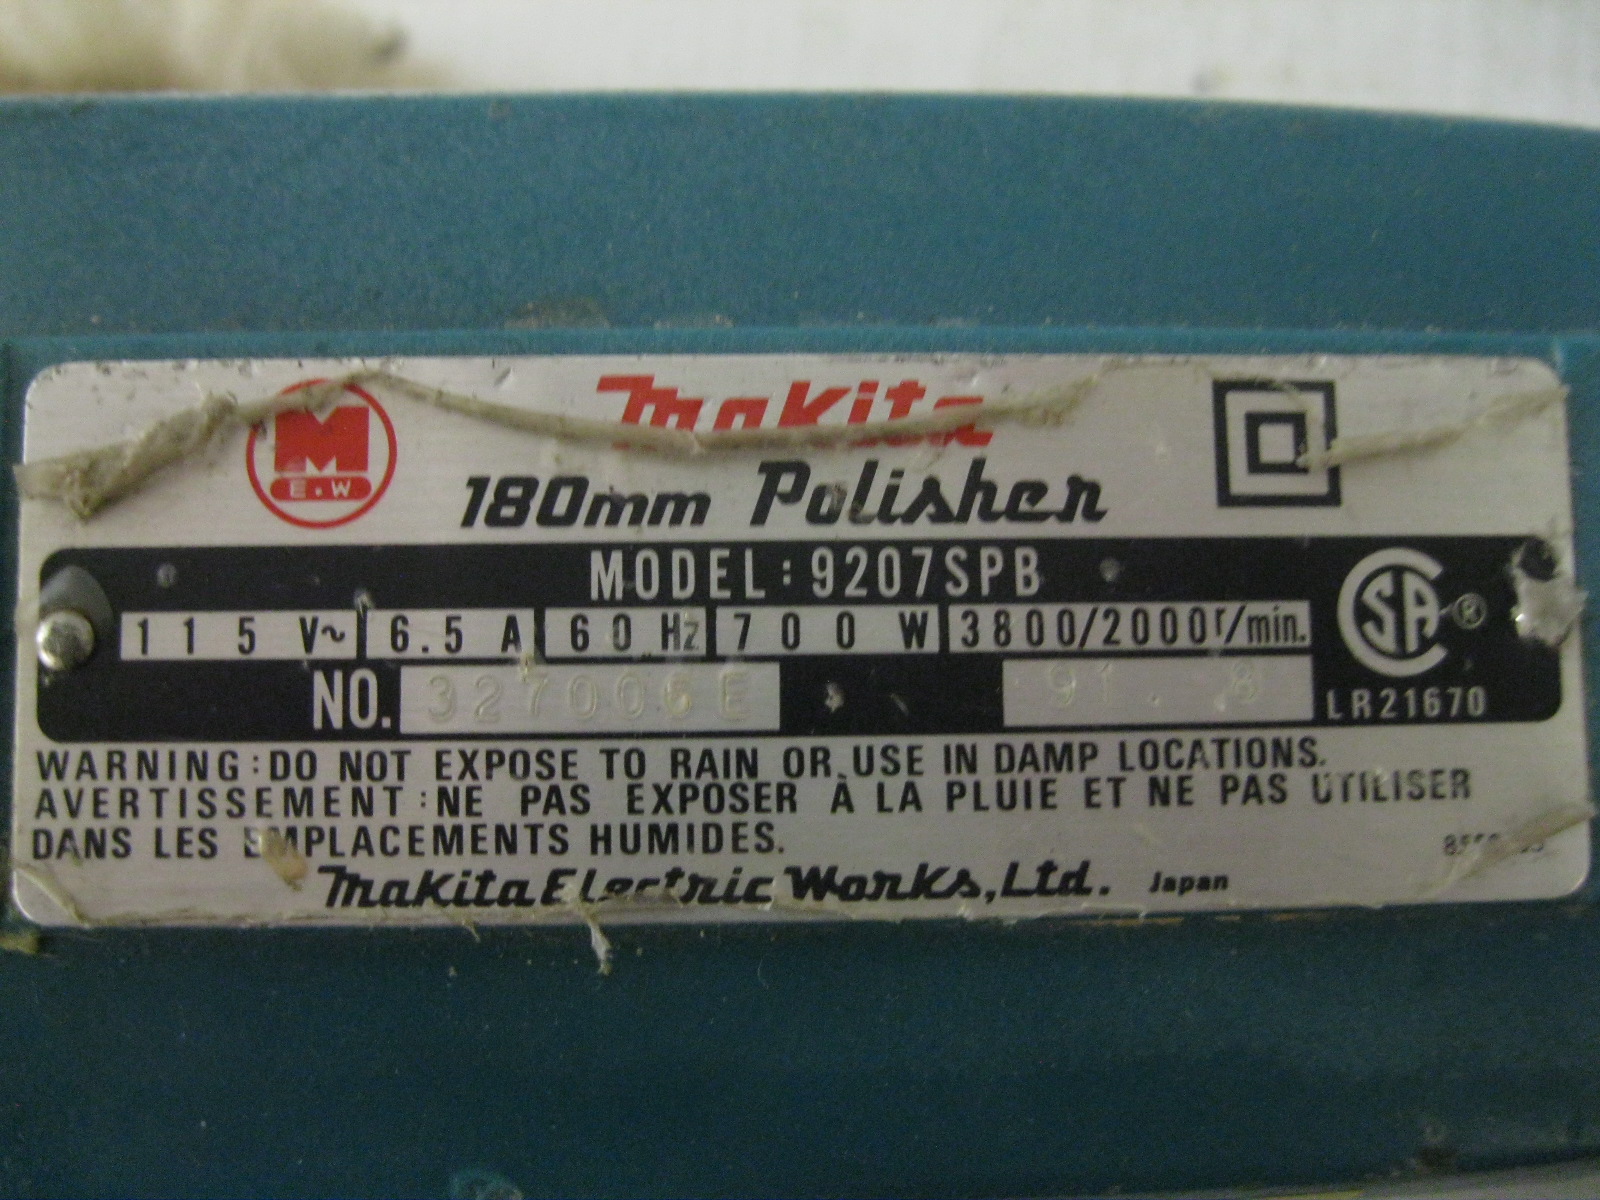 M
E.W
Makita
180mm Polisher
MODEL:9207SPB
115 V~ 6.5 A 60 Hz 700 W 3800/2000r/min.
NO. 327006E 91. 8
CSA ®
LR21670
WARNING:DO NOT EXPOSE TO RAIN OR USE IN DAMP LOCATIONS.
AVERTISSEMENT:NE PAS EXPOSER À LA PLUIE ET NE PAS UTILISER
DANS LES EMPLACEMENTS HUMIDES.
Makita Electric Works,Ltd. Japan